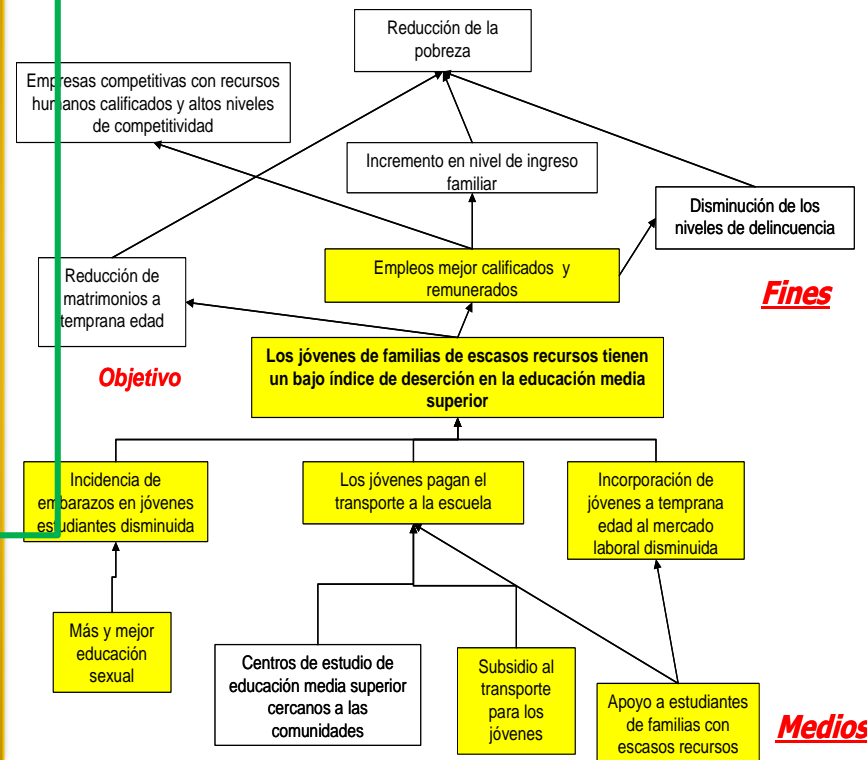 Reducción de la
pobreza
Empresas competitivas con recursos
humanos calificados y altos niveles
de competitividad
Incremento en nivel de ingreso
familiar
Disminución de los
niveles de delincuencia
Reducción de
matrimonios a
temprana edad
Empleos mejor calificados y
remunerados
Fines
Objetivo
Los jóvenes de familias de escasos recursos tienen
un bajo índice de deserción en la educación media
superior
Incidencia de
embarazos en jóvenes
estudiantes disminuida
Los jóvenes pagan el
transporte a la escuela
Incorporación de
jóvenes a temprana
edad al mercado
laboral disminuida
Más y mejor
educación
sexual
Centros de estudio de
educación media superior
cercanos a las
comunidades
Subsidio al
transporte
para los
jóvenes
Apoyo a estudiantes
de familias con
escasos recursos
Medios